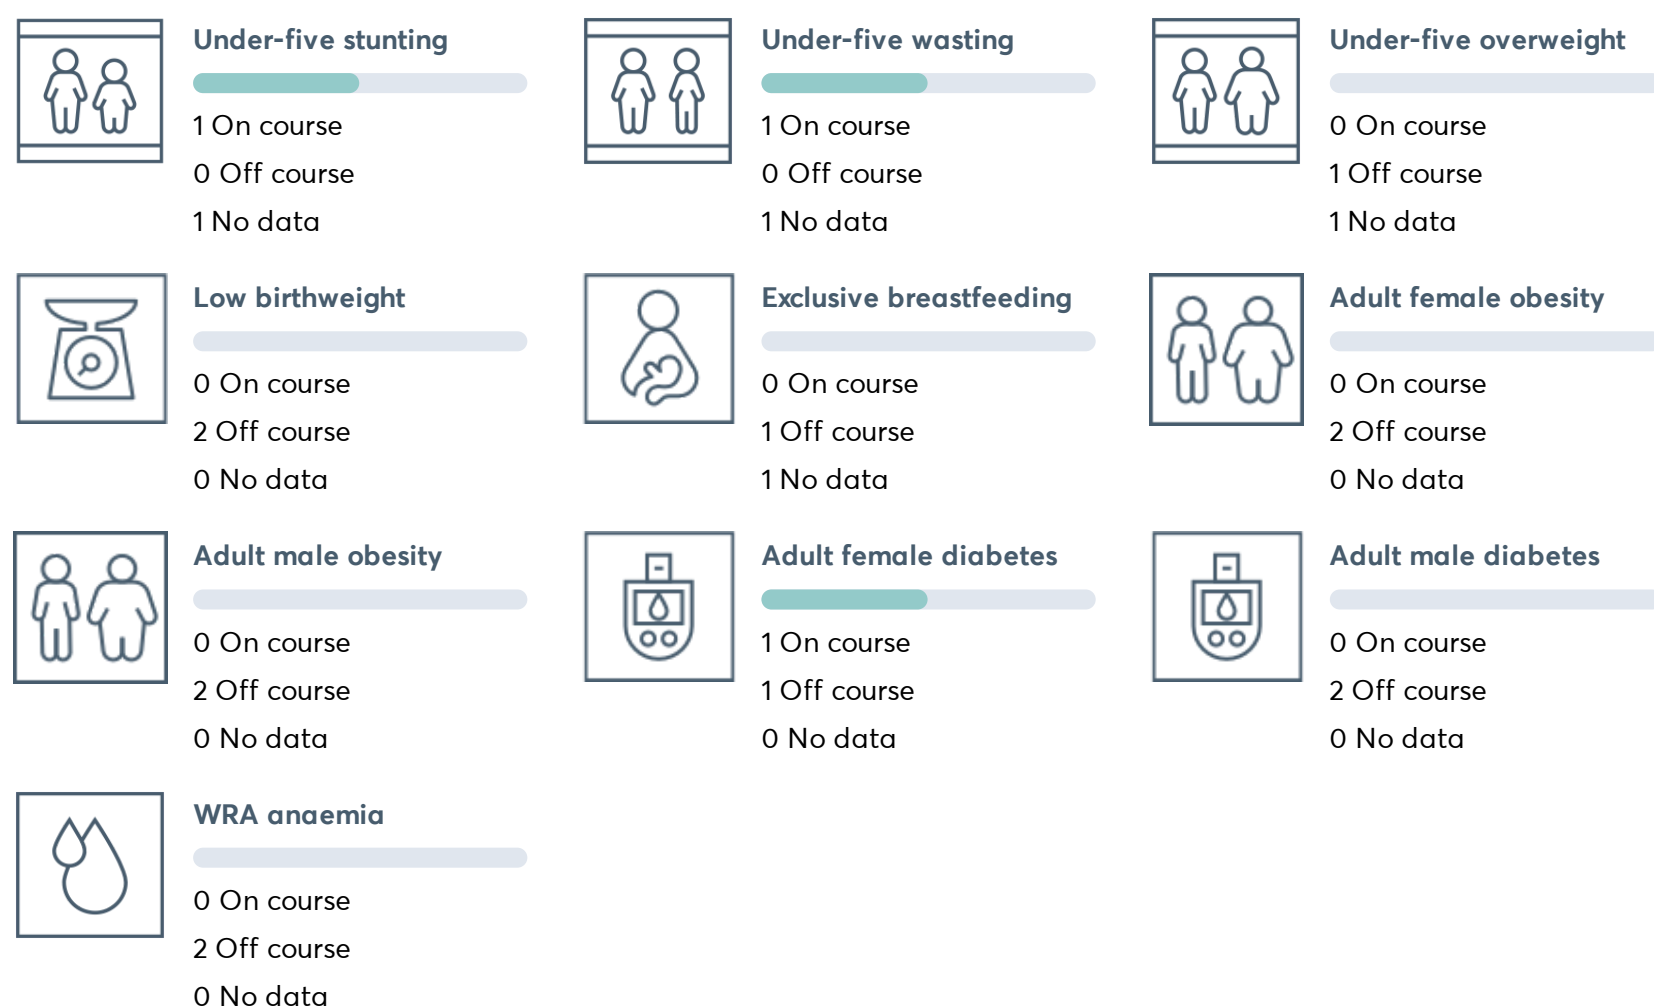 Under-five stunting
1 On course
0 Off course
1 No data
Under-five wasting
1 On course
0 Off course
1 No data
Under-five overweight
0 On course
1 Off course
1 No data
Low birthweight
0 On course
2 Off course
0 No data
Exclusive breastfeeding
0 On course
1 Off course
1 No data
Adult female obesity
0 On course
2 Off course
0 No data
Adult male obesity
0 On course
2 Off course
0 No data
Adult female diabetes
1 On course
1 Off course
0 No data
Adult male diabetes
0 On course
2 Off course
0 No data
WRA anaemia
0 On course
2 Off course
0 No data